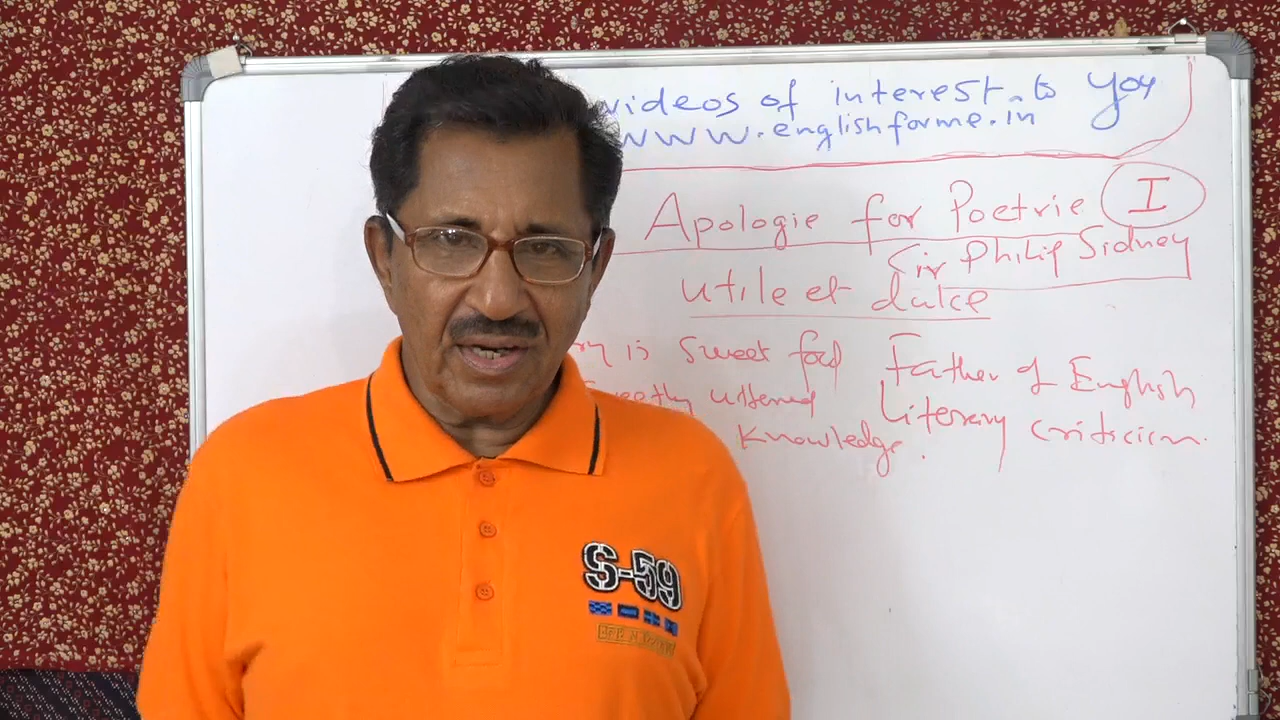 videos of interest to you
www.englishforme.in
Apologie for Poetrie I
Sir Philip Sidney
utile et dulce
is sweet food
Father of English
uttered
Literary criticism.
Knowledge.
S-59